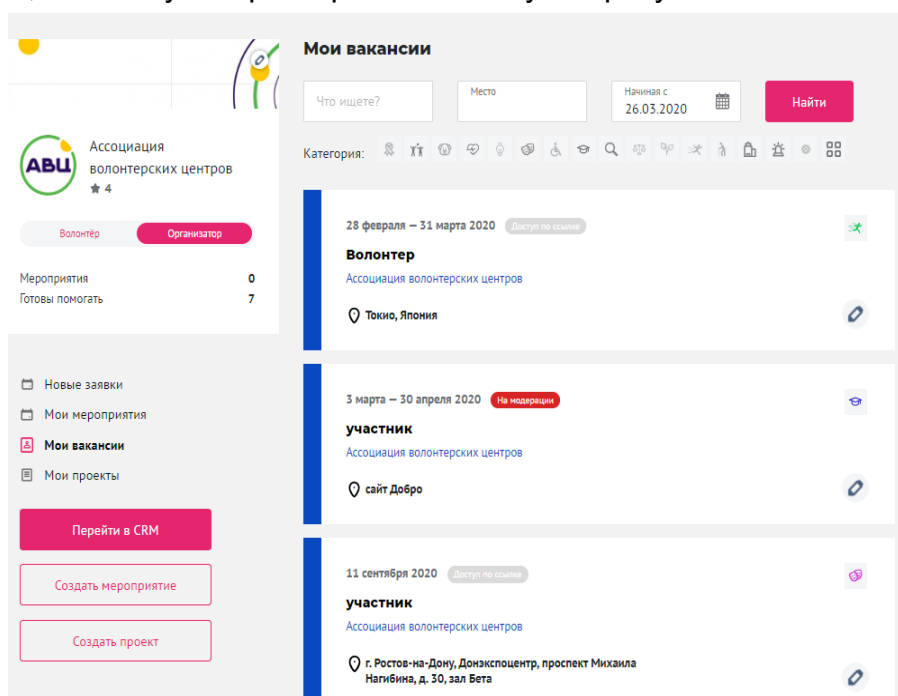 Мои вакансии
Что ищете?
Место
Начиная с
26.03.2020
Найти
Категория:
АВЦ
Ассоциация
волонтерских центров
4
Волонтёр
Организатор
Мероприятия 0
Готовы помогать 7
Новые заявки
Мои мероприятия
Мои вакансии
Мои проекты
Перейти в CRM
Создать мероприятие
Создать проект
28 февраля — 31 марта 2020 Доступ по ссылке
Волонтер
Ассоциация волонтерских центров
Токио, Япония
3 марта — 30 апреля 2020 На модерации
участник
Ассоциация волонтерских центров
сайт Добро
11 сентября 2020 Доступ по ссылке
участник
Ассоциация волонтерских центров
г. Ростов-на-Дону, Донэкспоцентр, проспект Михаила
Нагибина, д. 30, зал Бета